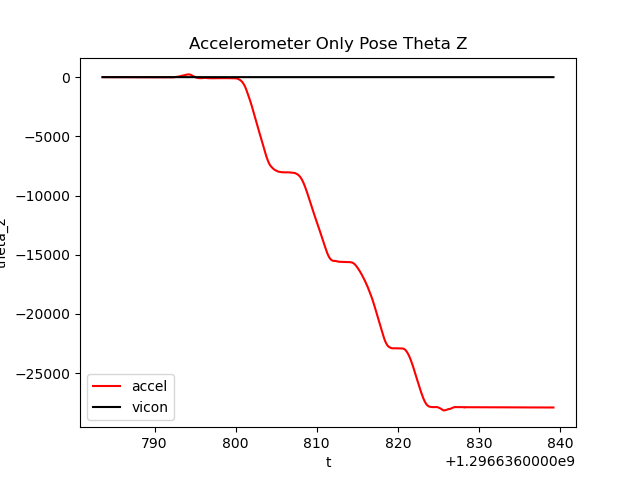 Accelerometer Only Pose Theta Z
0
−5000
−10000
−15000
−20000
−25000
theta_z
accel
vicon
790 800 810 820 830 840
t
+1.2966360000e9